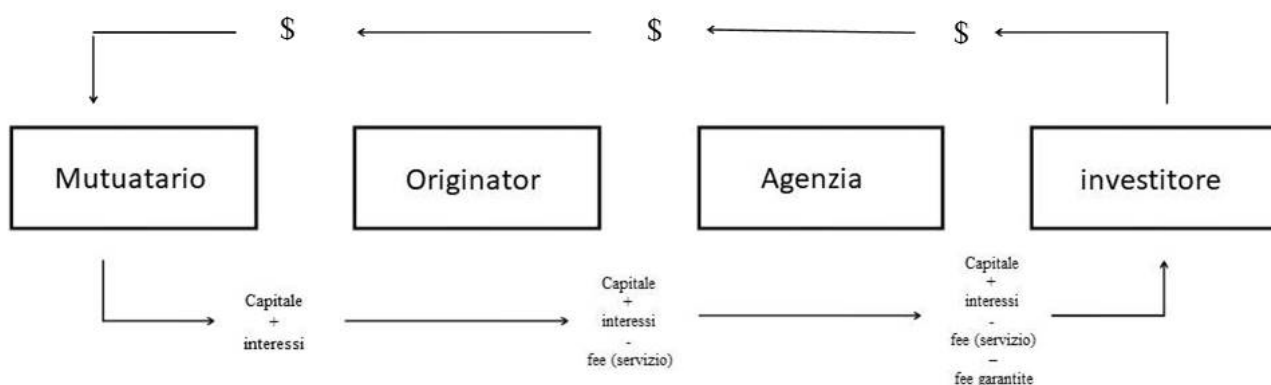 $ $ $
Mutuatario Originator Agenzia investitore
Capitale
+
interessi
Capitale
+
interessi
-
fee (servizio)
Capitale
+
interessi
-
fee (servizio)
–
fee garantite